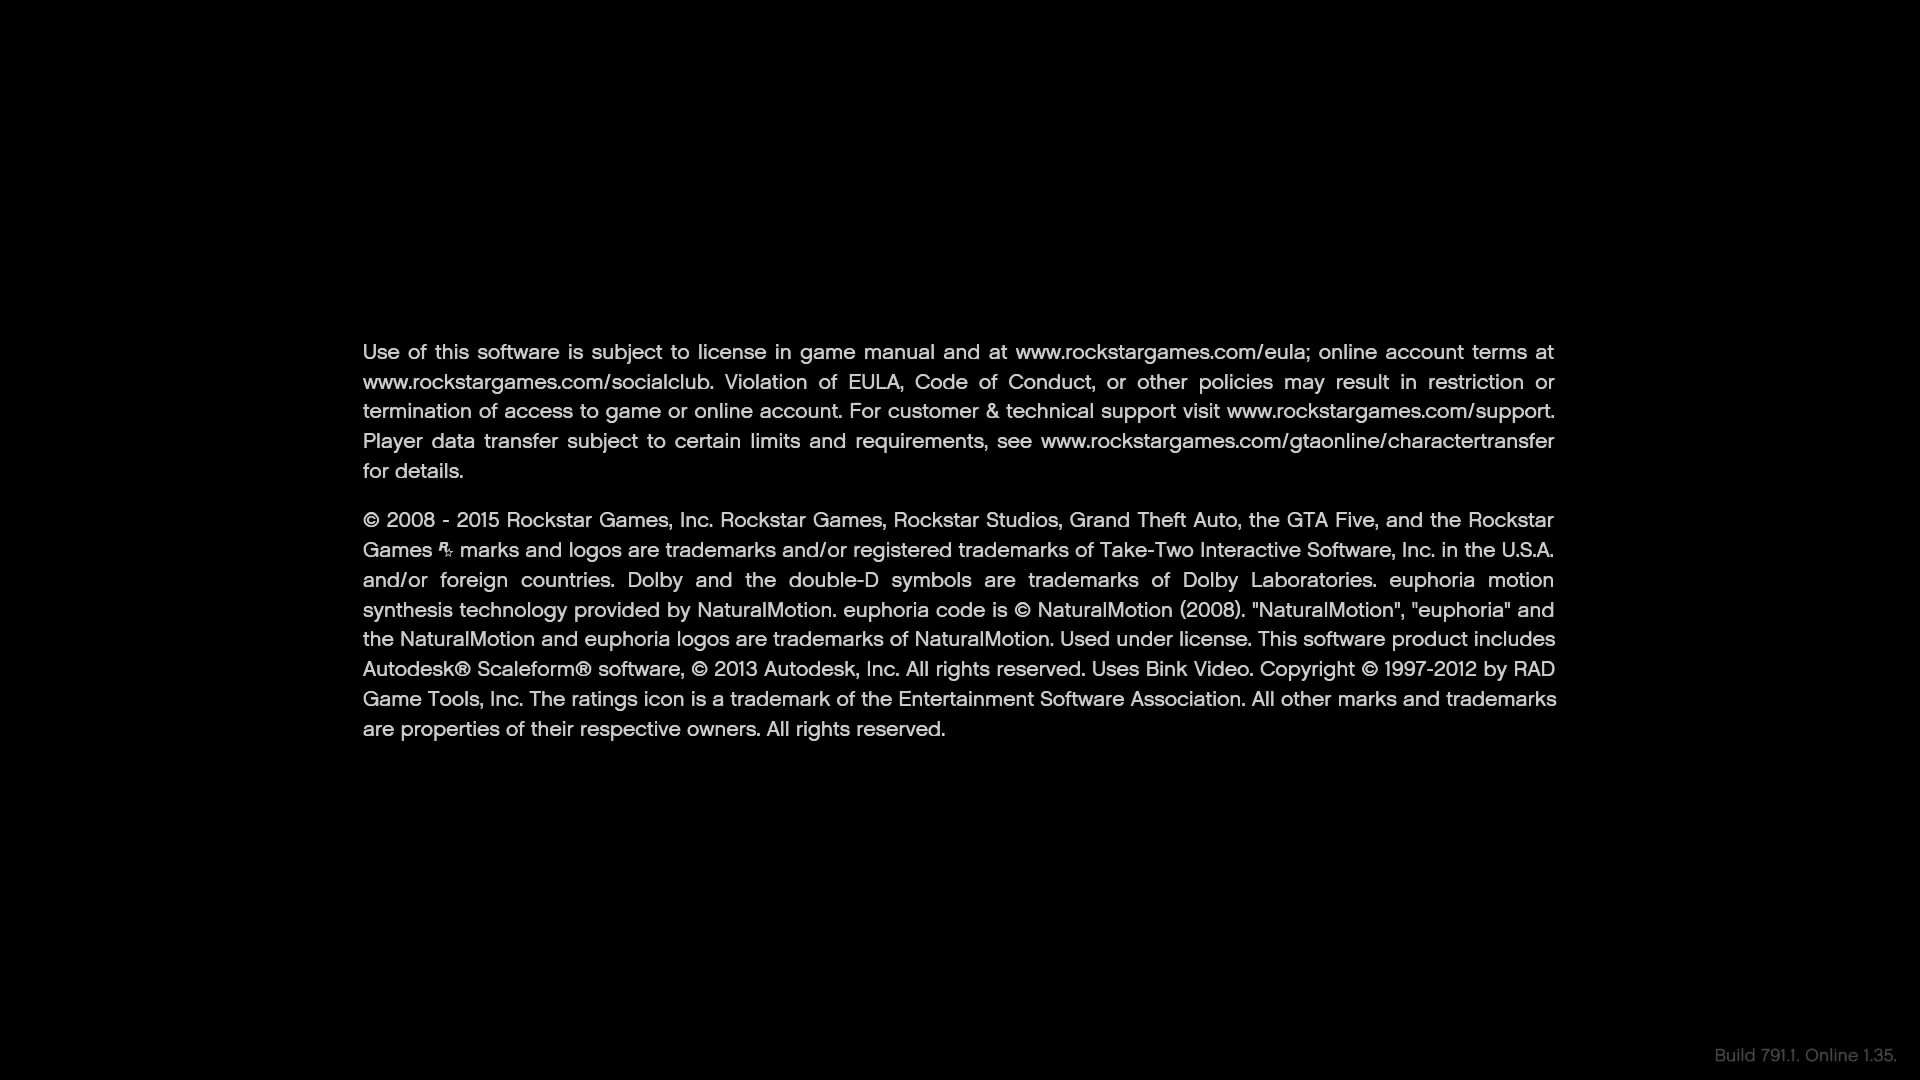 Use of this software is subject to license in game manual and at www.rockstargames.com/eula; online account terms at
www.rockstargames.com/socialclub. Violation of EULA, Code of Conduct, or other policies may result in restriction or
termination of access to game or online account. For customer & technical support visit www.rockstargames.com/support.
Player data transfer subject to certain limits and requirements, see www.rockstargames.com/gtaonline/charactertransfer
for details.
© 2008 - 2015 Rockstar Games, Inc. Rockstar Games, Rockstar Studios, Grand Theft Auto, the GTA Five, and the Rockstar
Games R* marks and logos are trademarks and/or registered trademarks of Take-Two Interactive Software, Inc. in the U.S.A.
and/or foreign countries. Dolby and the double-D symbols are trademarks of Dolby Laboratories. euphoria motion
synthesis technology provided by NaturalMotion. euphoria code is © NaturalMotion (2008). "NaturalMotion", "euphoria" and
the NaturalMotion and euphoria logos are trademarks of NaturalMotion. Used under license. This software product includes
Autodesk® Scaleform® software, © 2013 Autodesk, Inc. All rights reserved. Uses Bink Video. Copyright © 1997-2012 by RAD
Game Tools, Inc. The ratings icon is a trademark of the Entertainment Software Association. All other marks and trademarks
are properties of their respective owners. All rights reserved.
Build 791.1. Online 1.35.